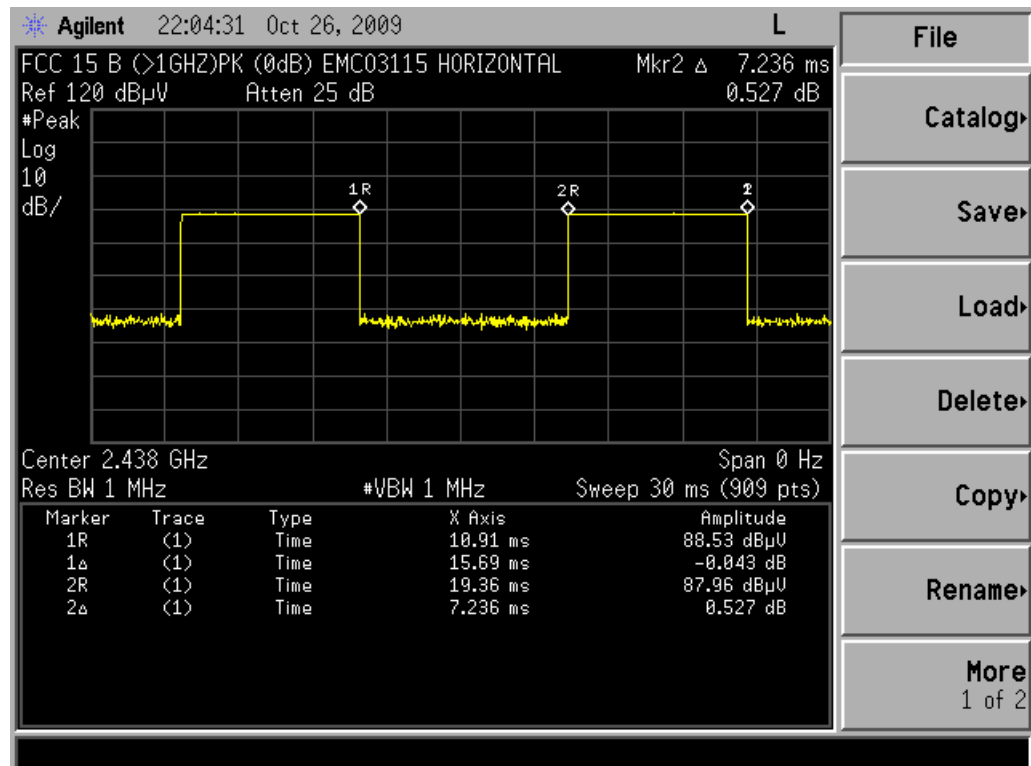 Agilent 22:04:31 Oct 26, 2009 L
FCC 15 B (>1GHZ)PK (0dB) EMCO3115 HORIZONTAL Mkr2 Δ 7.236 ms
Ref 120 dBµV Atten 25 dB 0.527 dB
#Peak
Log
10
dB/
1R 2R
Center 2.438 GHz Span 0 Hz
Res BW 1 MHz #VBW 1 MHz Sweep 30 ms (909 pts)
Marker Trace Type X Axis Amplitude
1R (1) Time 10.91 ms 88.53 dBµV
1Δ (1) Time 15.69 ms -0.043 dB
2R (1) Time 19.36 ms 87.96 dBµV
2Δ (1) Time 7.236 ms 0.527 dB
File
Catalog
Save
Load
Delete
Copy
Rename
More
1 of 2